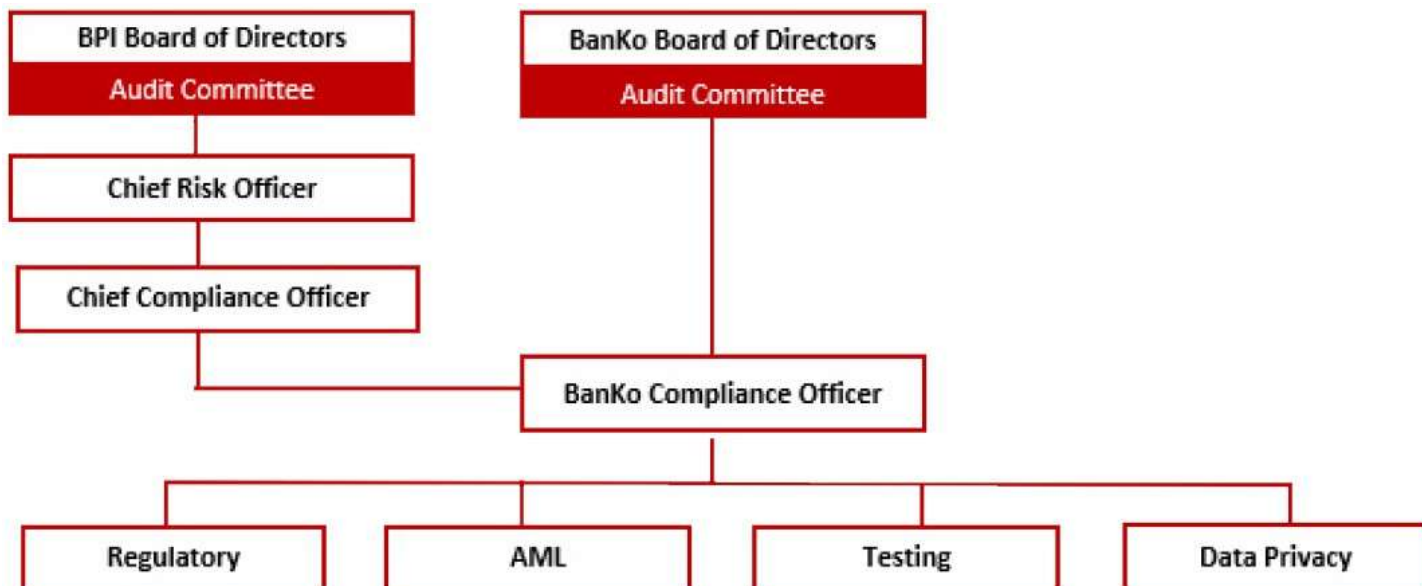 BPI Board of Directors
Audit Committee
BanKo Board of Directors
Audit Committee
Chief Risk Officer
Chief Compliance Officer
BanKo Compliance Officer
Regulatory
AML
Testing
Data Privacy